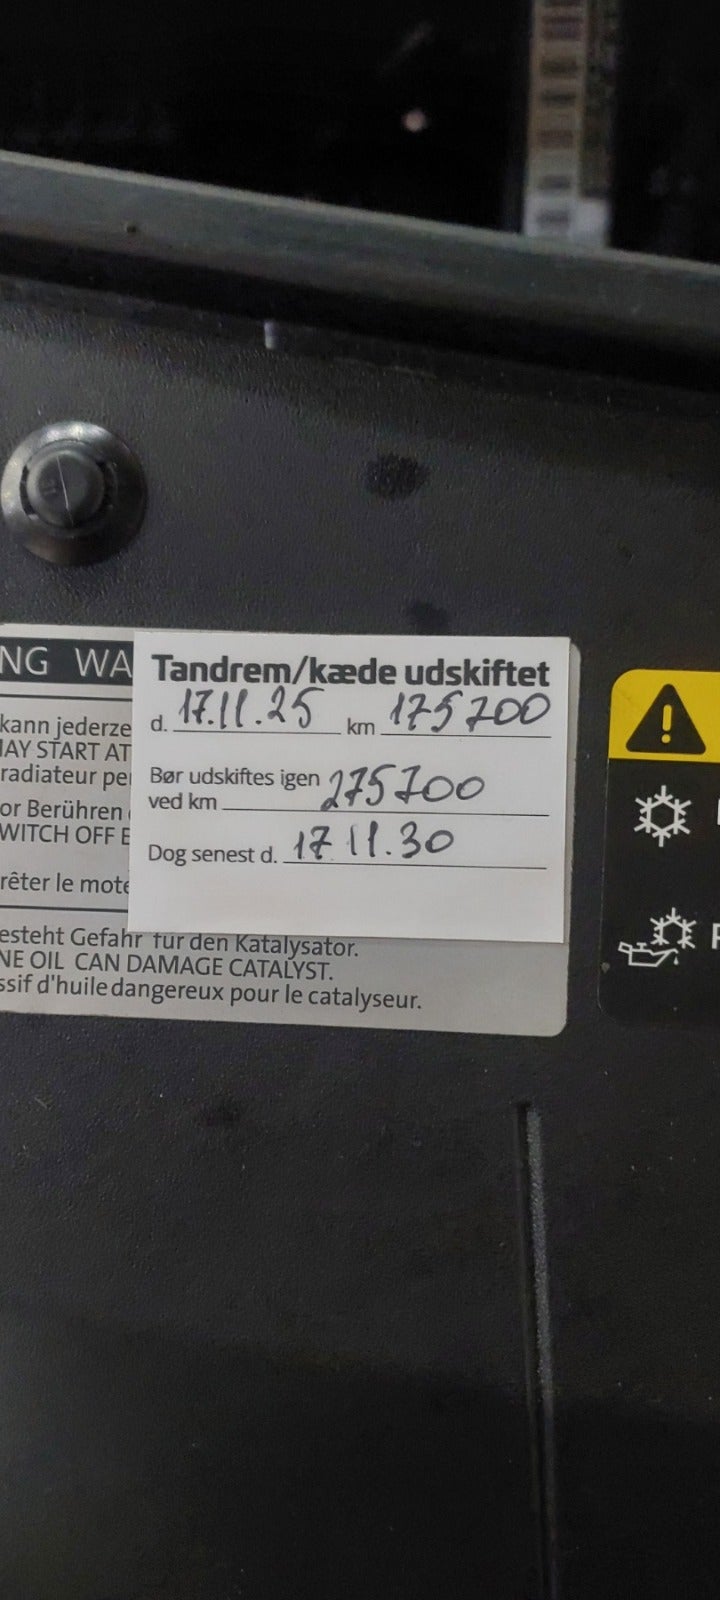 NG WA
Tandrem/kæde udskiftet
d. 17.11.25 km 175700
Bør udskiftes igen
ved km 275700
Dog senest d. 17 11.30
kann jederze
AY START AT
radiateur pe
or Berühren
WITCH OFF E
rêter le mote
esteht Gefahr für den Katalysator.
NE OIL CAN DAMAGE CATALYST.
ssif d'huile dangereux pour le catalyseur.